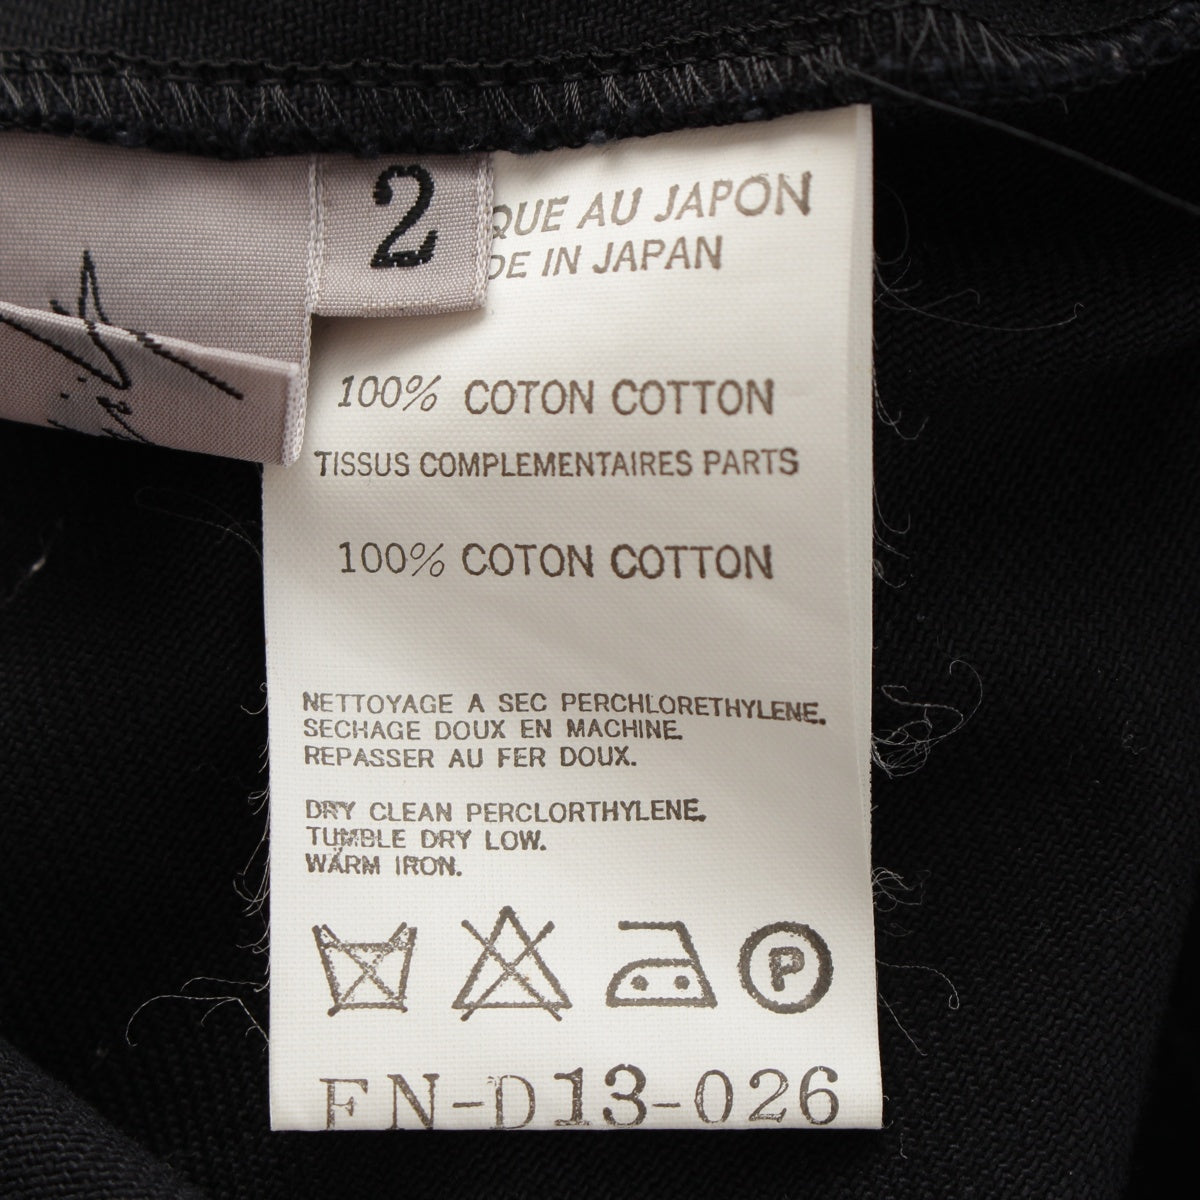 2
QUE AU JAPON
DE IN JAPAN
100% COTON COTTON
TISSUS COMPLEMENTAIRES PARTS
100% COTON COTTON
NETTOYAGE A SEC PERCHLORETHYLENE.
SECHAGE DOUX EN MACHINE.
REPASSER AU FER DOUX.
DRY CLEAN PERCLORTHYLENE.
TUMBLE DRY LOW.
WARM IRON.
P
FN-D13-026